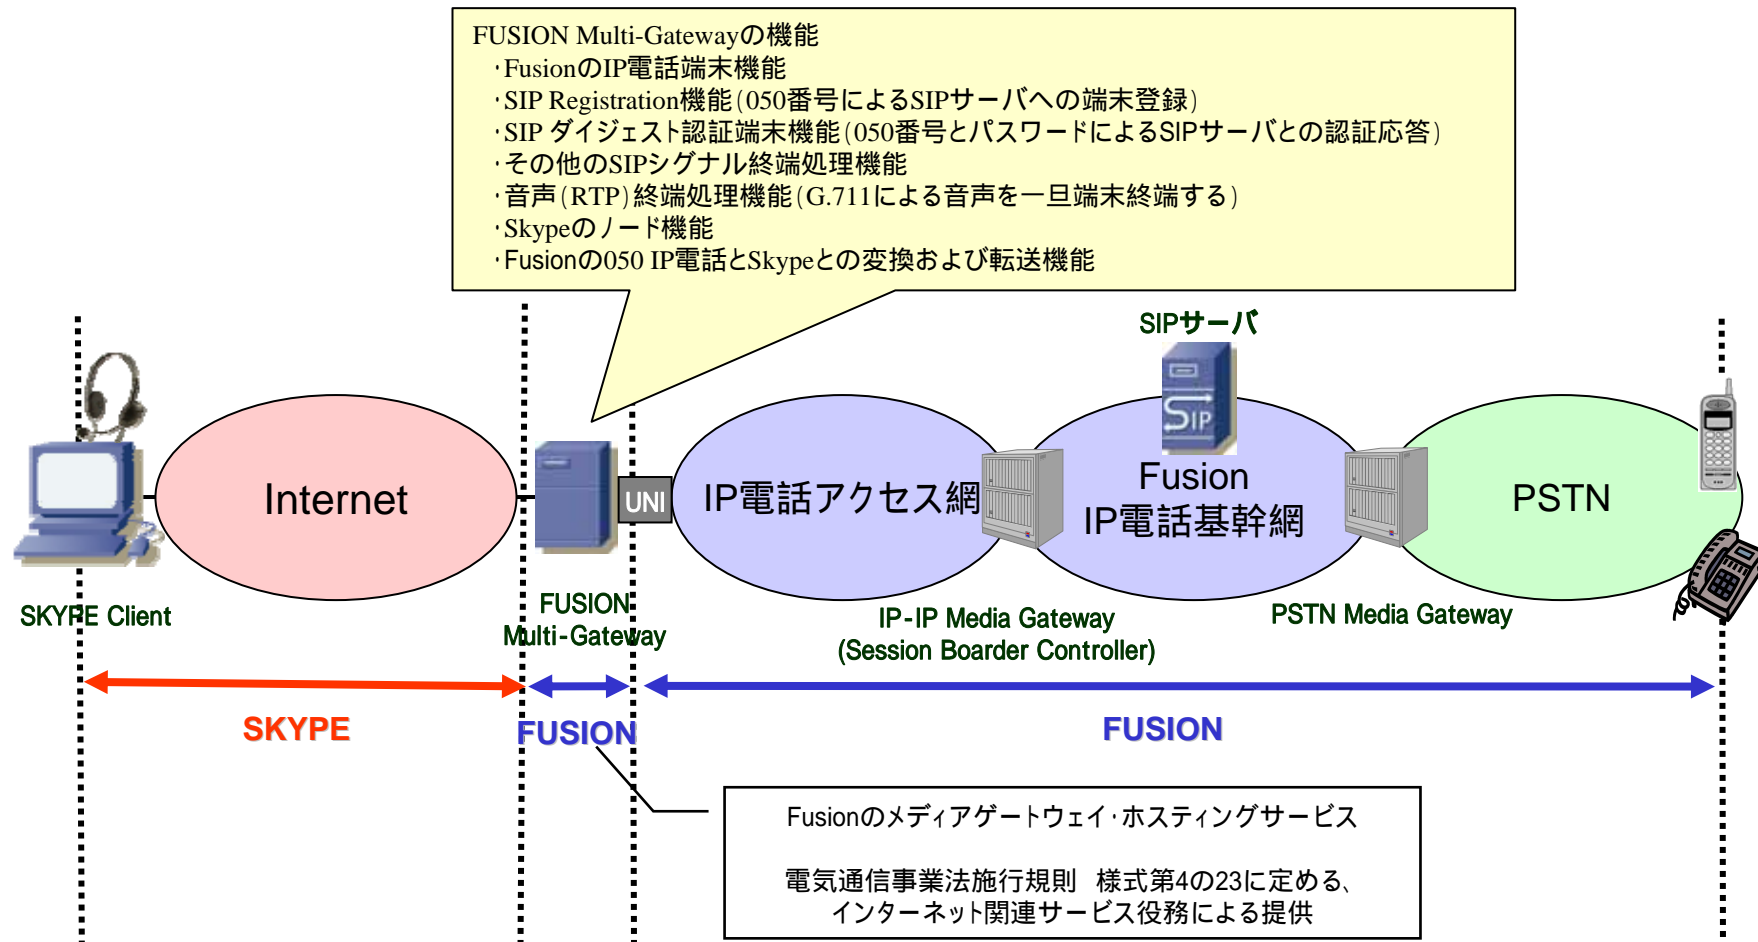 FUSION Multi-Gatewayの機能
･FusionのIP電話端末機能
･SIP Registration機能(050番号によるSIPサーバへの端末登録)
･SIP ダイジェスト認証端末機能(050番号とパスワードによるSIPサーバとの認証応答)
･その他のSIPシグナル終端処理機能
･音声(RTP)終端処理機能(G.711による音声を一旦端末終端する)
･Skypeのノード機能
･Fusionの050 IP電話とSkypeとの変換および転送機能
SIPサーバ
SIP
Internet
UNI
IP電話アクセス網
Fusion
IP電話基幹網
PSTN
SKYPE Client
FUSION
Multi-Gateway
IP-IP Media Gateway
(Session Boarder Controller)
PSTN Media Gateway
SKYPE
FUSION
FUSION
Fusionのメディアゲートウェイ･ホスティングサービス
電気通信事業法施行規則　様式第4の23に定める、
インターネット関連サービス役務による提供